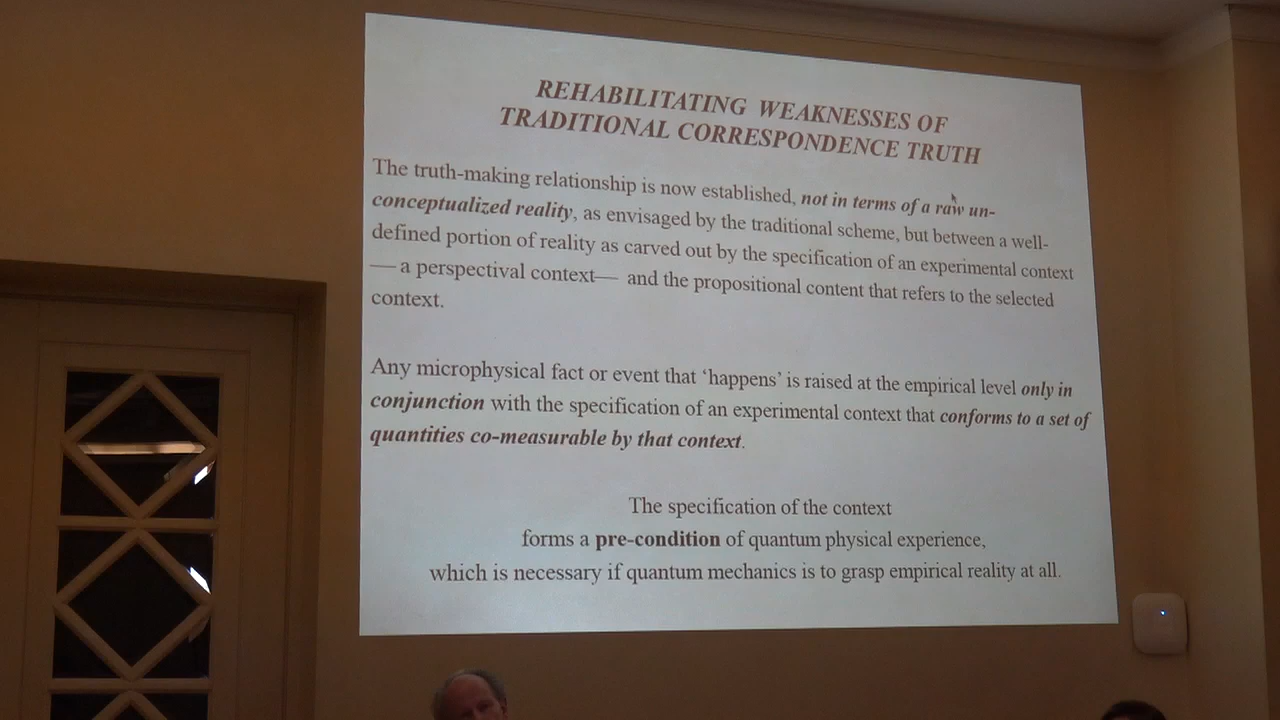 REHABILITATING WEAKNESSES OF
TRADITIONAL CORRESPONDENCE TRUTH
The truth-making relationship is now established, not in terms of a raw un-
conceptualized reality, as envisaged by the traditional scheme, but between a well-
defined portion of reality as carved out by the specification of an experimental context
— a perspectival context— and the propositional content that refers to the selected
context.
Any microphysical fact or event that ‘happens’ is raised at the empirical level only in
conjunction with the specification of an experimental context that conforms to a set of
quantities co-measurable by that context.
The specification of the context
forms a pre-condition of quantum physical experience,
which is necessary if quantum mechanics is to grasp empirical reality at all.